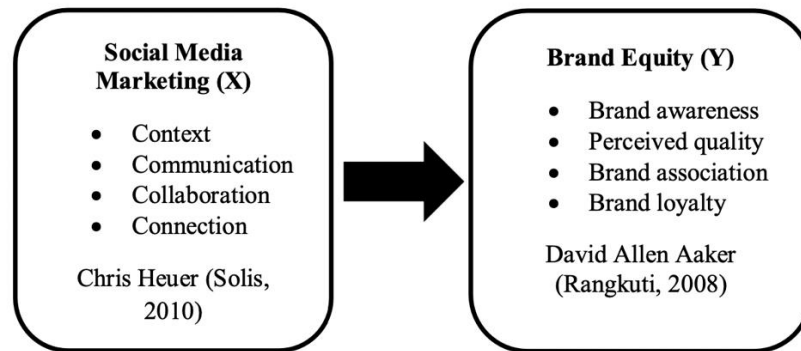 Social Media
Marketing (X)
• Context
• Communication
• Collaboration
• Connection
Chris Heuer (Solis,
2010)
Brand Equity (Y)
• Brand awareness
• Perceived quality
• Brand association
• Brand loyalty
David Allen Aaker
(Rangkuti, 2008)